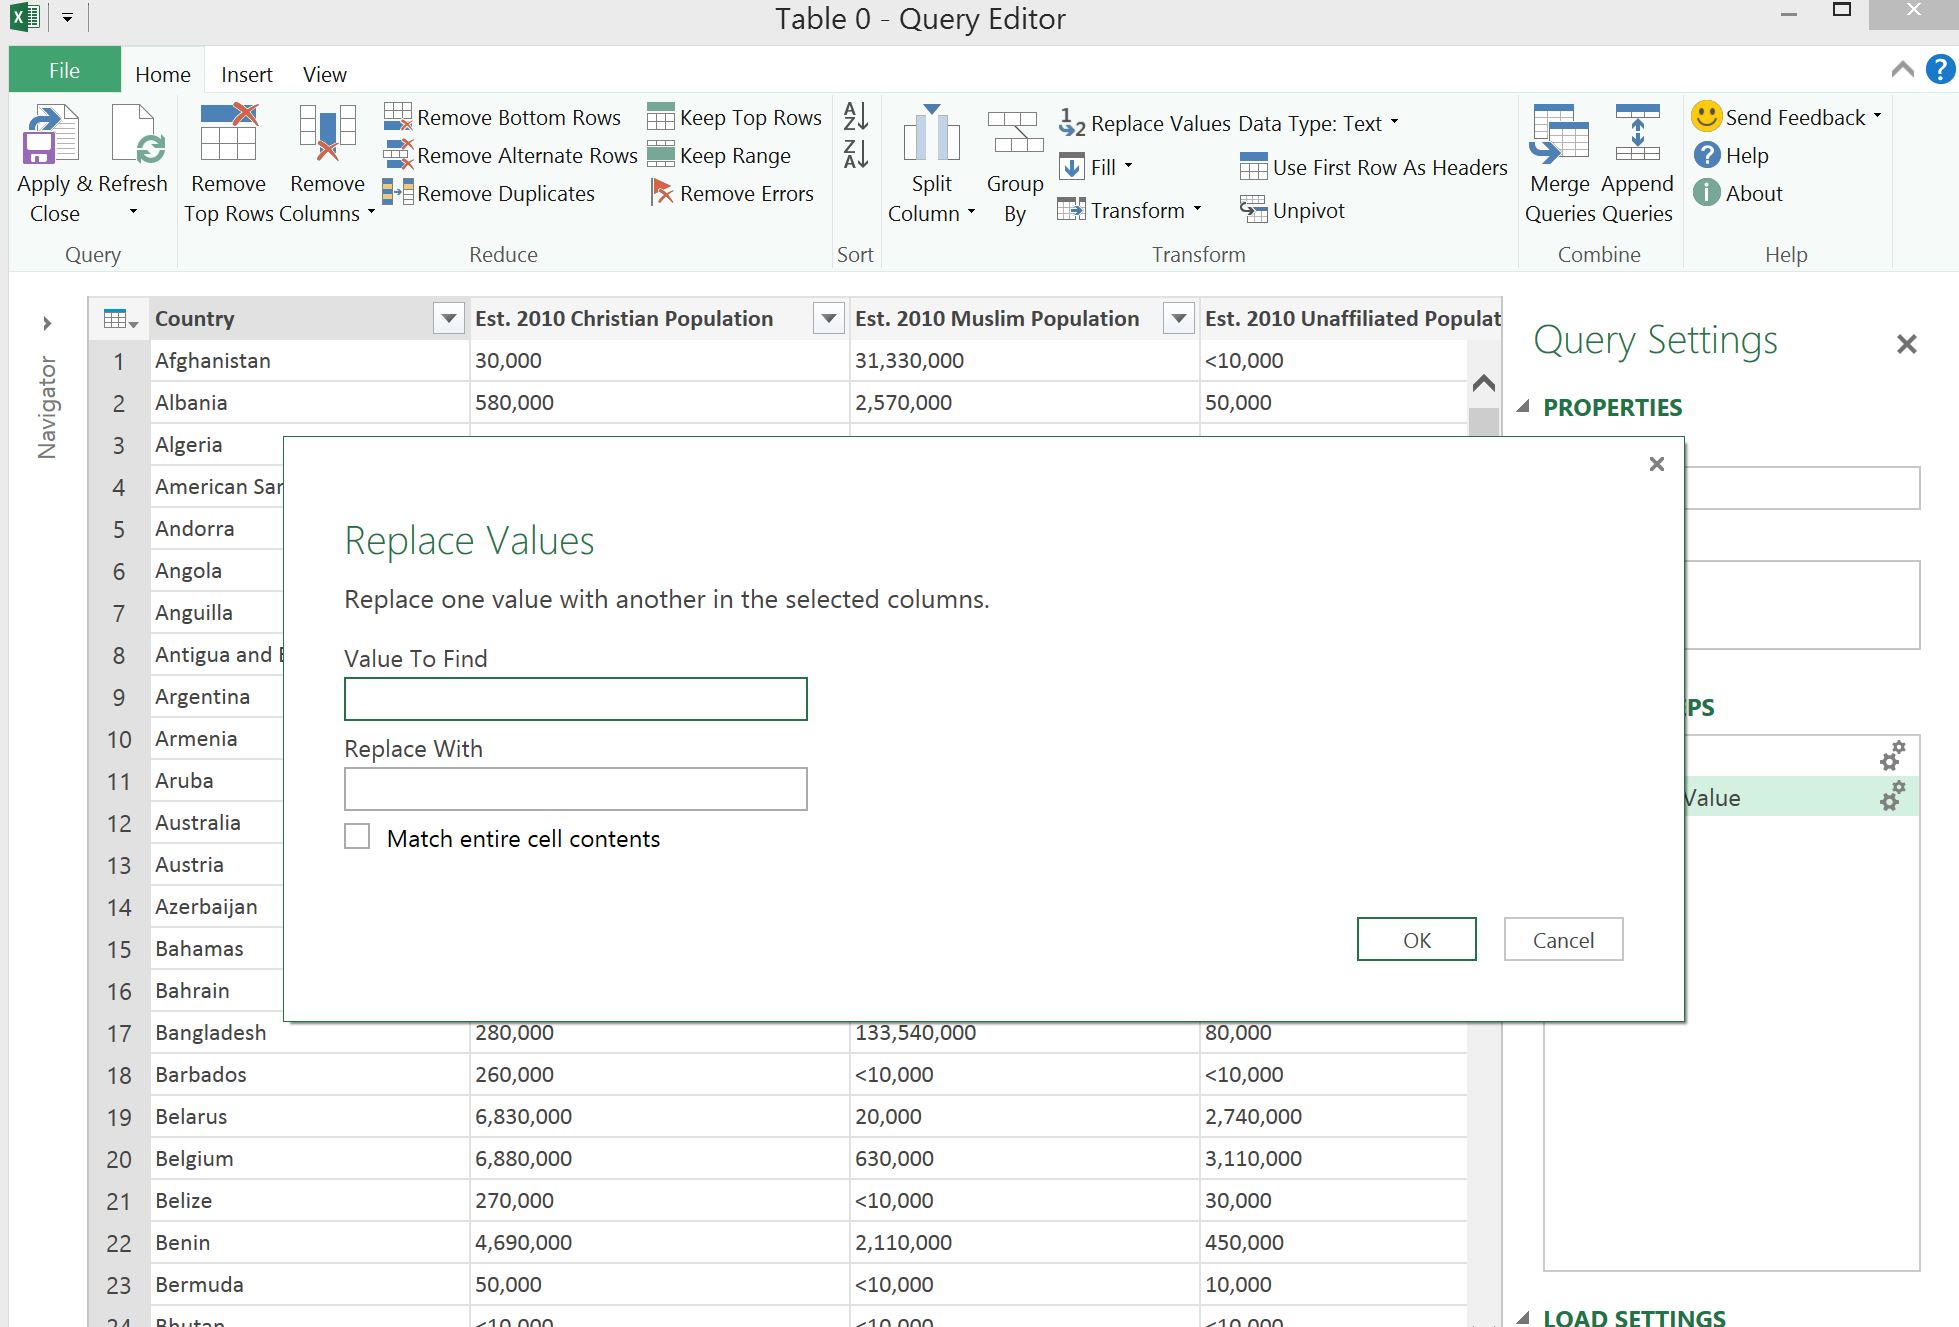 Table 0 - Query Editor
File Home Insert View
Apply & Close
Refresh
Query
Remove Top Rows
Remove Columns
Remove Bottom Rows
Remove Alternate Rows
Remove Duplicates
Keep Top Rows
Keep Range
Remove Errors
Reduce
A Z
Z A
Sort
Split Column
Group By
1 2 Replace Values
Fill
Transform
Data Type: Text
Use First Row As Headers
Unpivot
Transform
Merge Queries
Append Queries
Combine
Send Feedback
Help
About
Help
Navigator
Country Est. 2010 Christian Population Est. 2010 Muslim Population Est. 2010 Unaffiliated Populat
1 Afghanistan 30,000 31,330,000 <10,000
2 Albania 580,000 2,570,000 50,000
3 Algeria
4 American Sar
5 Andorra
6 Angola
7 Anguilla
8 Antigua and
9 Argentina
10 Armenia
11 Aruba
12 Australia
13 Austria
14 Azerbaijan
15 Bahamas
16 Bahrain
17 Bangladesh 280,000 133,540,000 80,000
18 Barbados 260,000 <10,000 <10,000
19 Belarus 6,830,000 20,000 2,740,000
20 Belgium 6,880,000 630,000 3,110,000
21 Belize 270,000 <10,000 30,000
22 Benin 4,690,000 2,110,000 450,000
23 Bermuda 50,000 <10,000 10,000
24 Bhutan <10,000 <10,000 <10,000
Replace Values
Replace one value with another in the selected columns.
Value To Find
Replace With
Match entire cell contents
OK Cancel
Query Settings
PROPERTIES
EPS
Value
LOAD SETTINGS